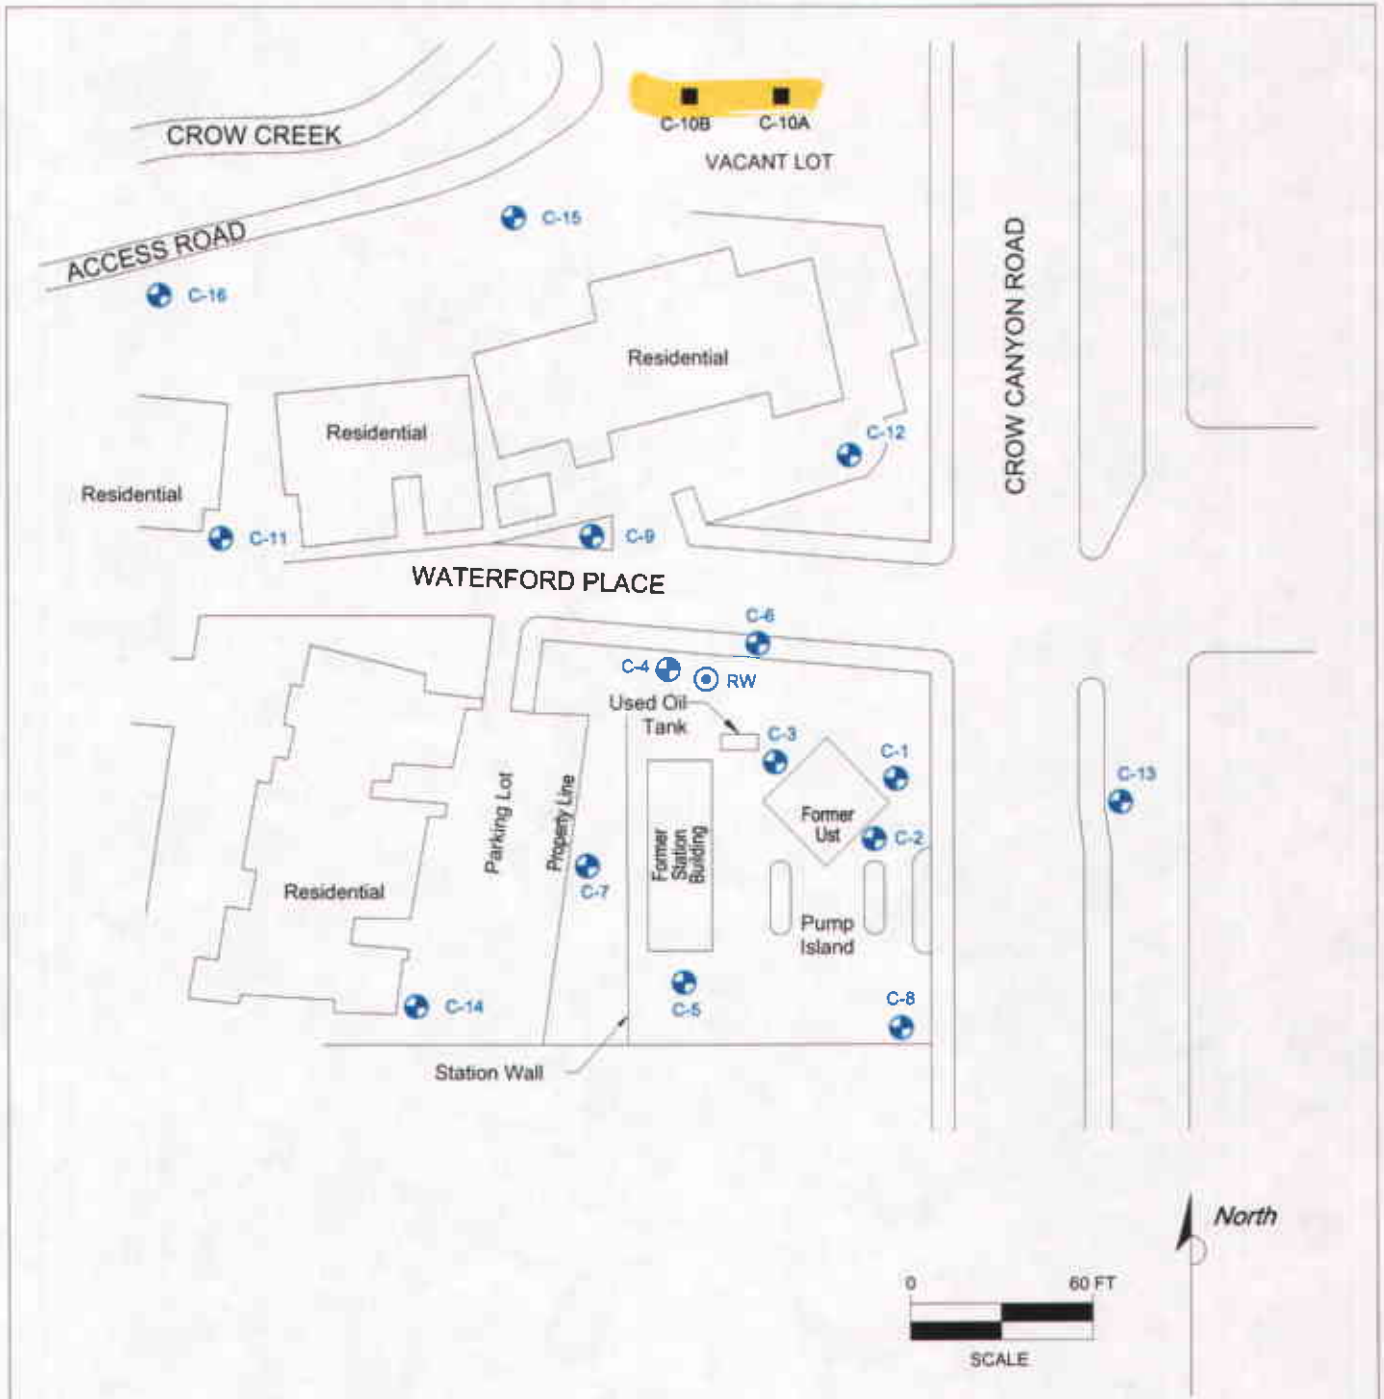 C-10B
C-10A
CROW CREEK
VACANT LOT
C-15
ACCESS ROAD
C-16
CROW CANYON ROAD
Residential
Residential
C-12
Residential
C-11
C-9
WATERFORD PLACE
C-6
C-4
RW
Used Oil
Tank
C-3
C-1
C-13
Parking Lot
Property Line
Former
Station
Building
Former
Ust
C-2
C-7
Residential
Pump
Island
C-14
C-5
C-8
Station Wall
North
0
60 FT
SCALE